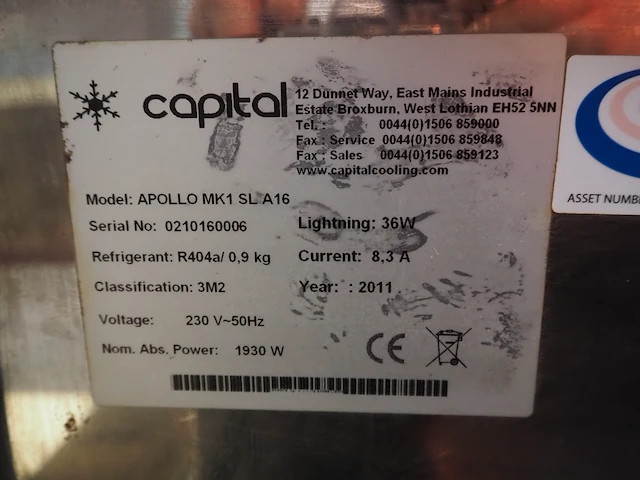 capital
12 Dunnet Way, East Mains Industrial
Estate Broxburn, West Lothian EH52 5NN
Tel. : 0044(0)1506 859000
Fax : Service 0044(0)1506 859848
Fax : Sales 0044(0)1506 859123
www.capitalcooling.com
Model: APOLLO MK1 SL A16
Serial No: 0210160006 Lightning: 36W
Refrigerant: R404a/ 0,9 kg Current: 8,3 A
Classification: 3M2 Year: : 2011
Voltage: 230 V~50Hz
Nom. Abs. Power: 1930 W
CE
ASSET NUMB